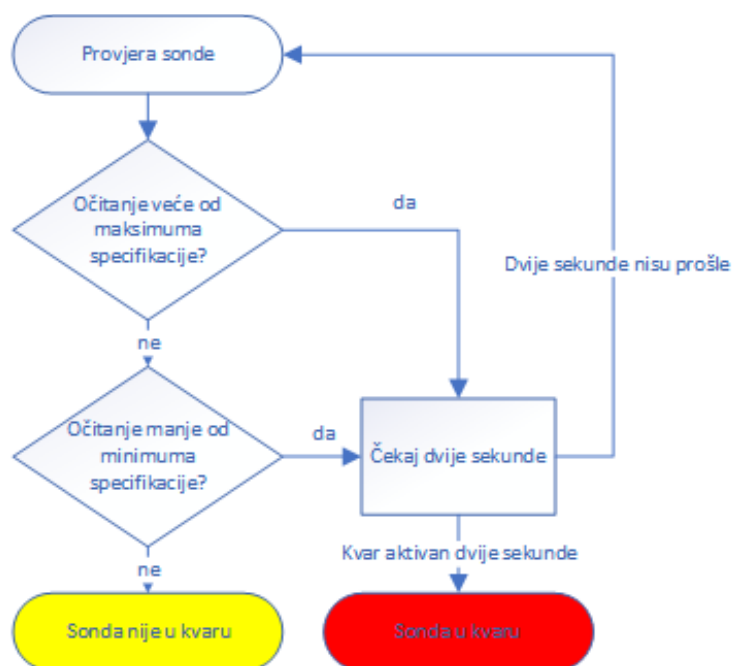 Provjera sonde
Očitanje veće od
maksimuma
specifikacije?
da
Dvije sekunde nisu prošle
ne
Očitanje manje od
minimuma
specifikacije?
da
Čekaj dvije sekunde
ne
Kvar aktivan dvije sekunde
Sonda nije u kvaru
Sonda u kvaru